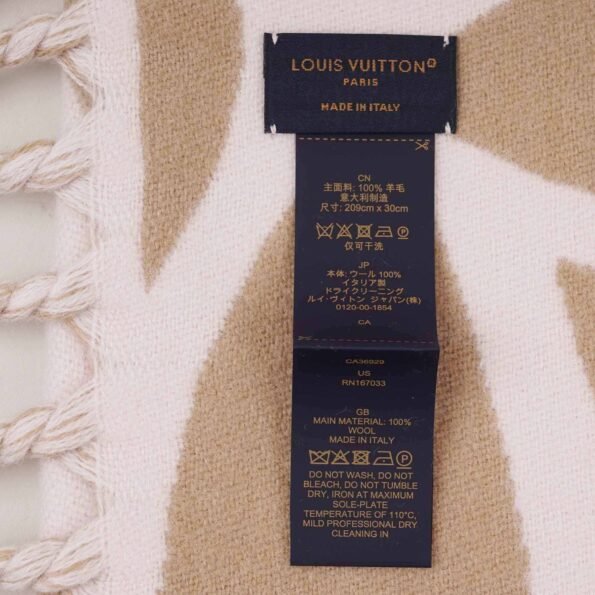 LOUIS VUITTON®
PARIS
MADE IN ITALY
CN
主面料: 100% 羊毛
意大利制造
尺寸: 209cm x 30cm
仅可干洗
JP
本体: ウール 100%
イタリア製
ドライクリーニング
ルイ・ヴィトン ジャパン(株)
0120-00-1854
CA
CA36929
US
RN167033
GB
MAIN MATERIAL: 100%
WOOL
MADE IN ITALY
DO NOT WASH, DO NOT
BLEACH, DO NOT TUMBLE
DRY, IRON AT MAXIMUM
SOLE-PLATE
TEMPERATURE OF 110°C,
MILD PROFESSIONAL DRY
CLEANING IN